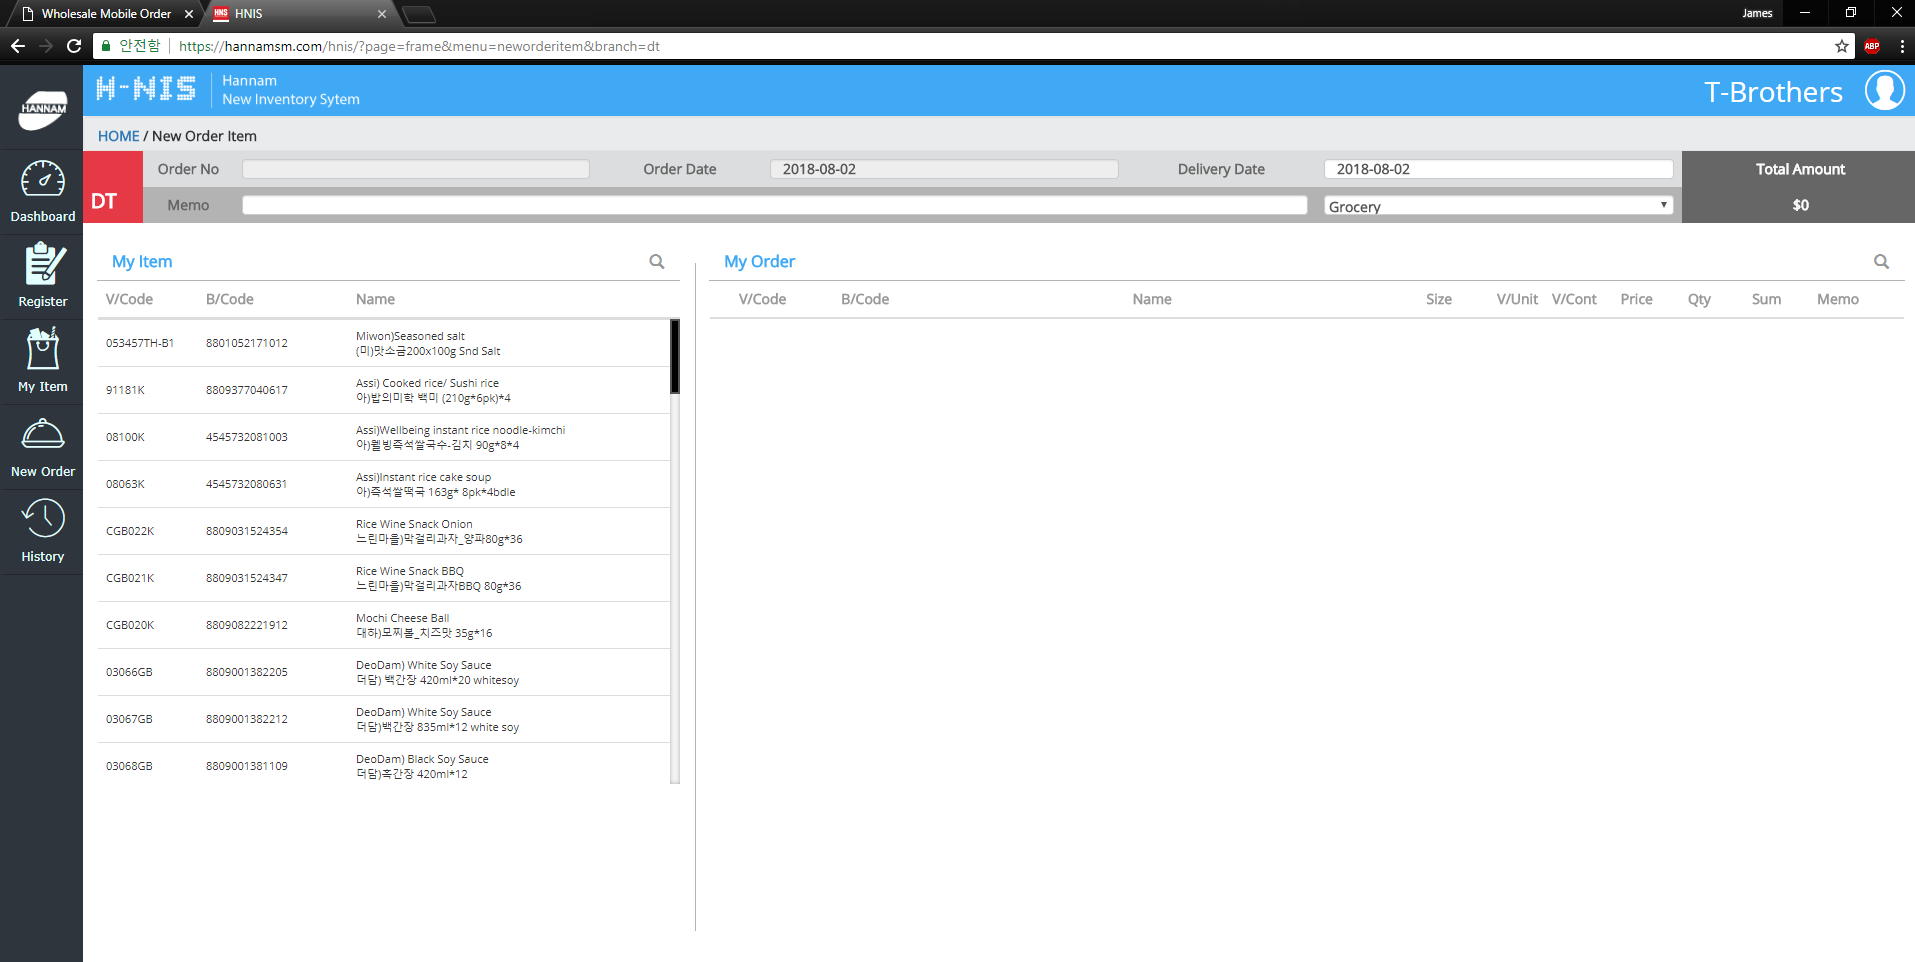 Wholesale Mobile Order
HNS HNIS
James
안전함 https://hannamsm.com/hnis/?page=frame&menu=neworderitem&branch=dt
ABP
HANNAM
H-NIS
Hannam
New Inventory Sytem
T-Brothers
HOME / New Order Item
DT
Order No
Order Date 2018-08-02
Delivery Date 2018-08-02
Total Amount
Memo
Grocery
$0
Dashboard
Register
My Item
New Order
History
My Item
V/Code B/Code Name
053457TH-B1 8801052171012 Miwon)Seasoned salt
(미)맛소금200x100g Snd Salt
91181K 8809377040617 Assi) Cooked rice/ Sushi rice
아)밥의미학 백미 (210g*6pk)*4
08100K 4545732081003 Assi)Wellbeing instant rice noodle-kimchi
아)웰빙즉석쌀국수-김치 90g*8*4
08063K 4545732080631 Assi)Instant rice cake soup
아)즉석쌀떡국 163g* 8pk*4bdle
CGB022K 8809031524354 Rice Wine Snack Onion
느린마을)막걸리과자_양파80g*36
CGB021K 8809031524347 Rice Wine Snack BBQ
느린마을)막걸리과자BBQ 80g*36
CGB020K 8809082221912 Mochi Cheese Ball
대하)모찌볼_치즈맛 35g*16
03066GB 8809001382205 DeoDam) White Soy Sauce
더담) 백간장 420ml*20 whitesoy
03067GB 8809001382212 DeoDam) White Soy Sauce
더담)백간장 835ml*12 white soy
03068GB 8809001381109 DeoDam) Black Soy Sauce
더담)흑간장 420ml*12
My Order
V/Code B/Code Name Size V/Unit V/Cont Price Qty Sum Memo